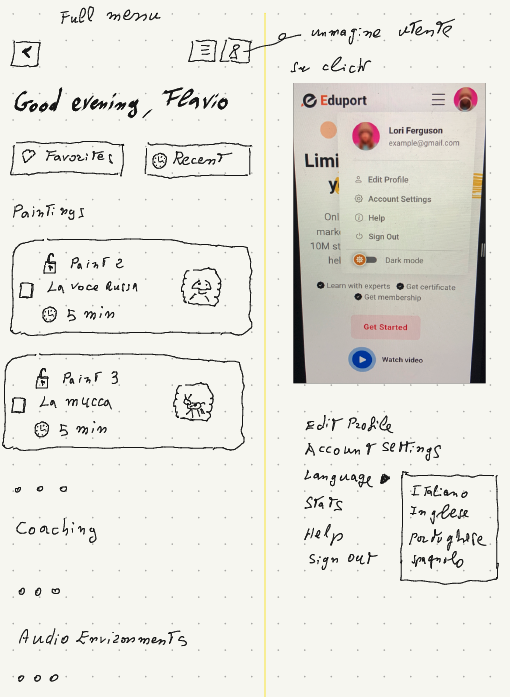 Full menu
Good evening, Flavio
Favorites
Recent
Paintings
Paint 2
La voce Russa
5 min
Paint 3
La mucca
5 min
Coaching
Audio Environments
immagine utente
su click
Eduport
Lori Ferguson
example@gmail.com
Edit Profile
Account Settings
Help
Sign Out
Dark mode
Limi
y
Onl
mark
10M st
hel
Learn with experts Get certificate
Get membership
Get Started
Watch video
Edit Profile
Account settings
Language
Stats
Help
Sign out
Italiano
Inglese
portoghese
spagnolo